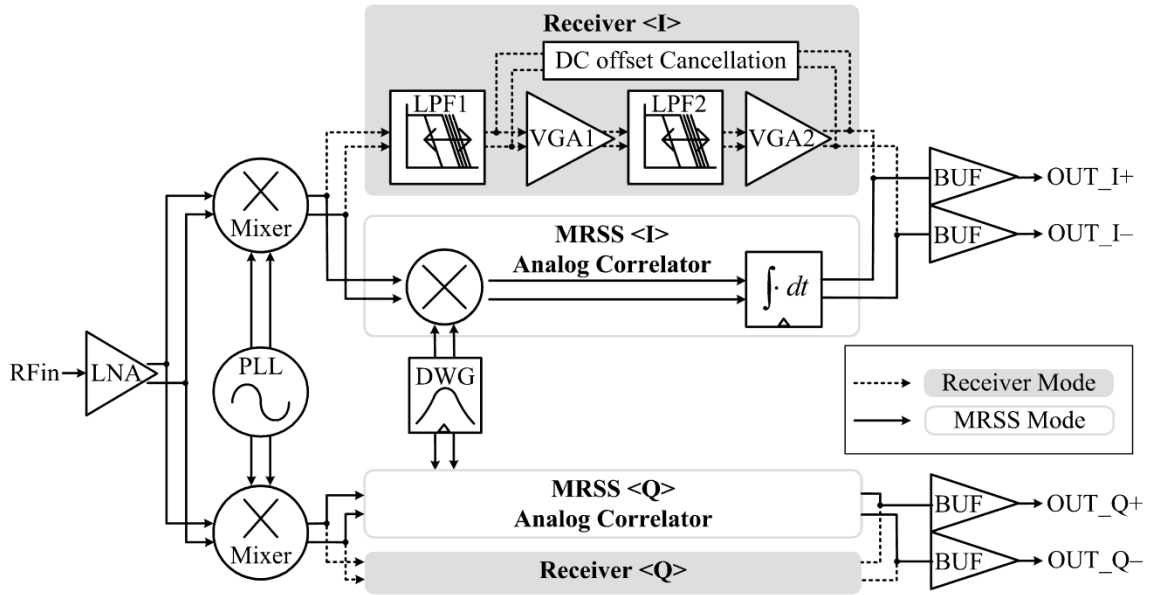 Receiver <I>
DC offset Cancellation
LPF1
VGA1
LPF2
VGA2
Mixer
MRSS <I>
Analog Correlator
∫· dt
BUF
OUT_I+
BUF
OUT_I–
RFin
LNA
PLL
DWG
Receiver Mode
MRSS Mode
Mixer
MRSS <Q>
Analog Correlator
Receiver <Q>
BUF
OUT_Q+
BUF
OUT_Q–